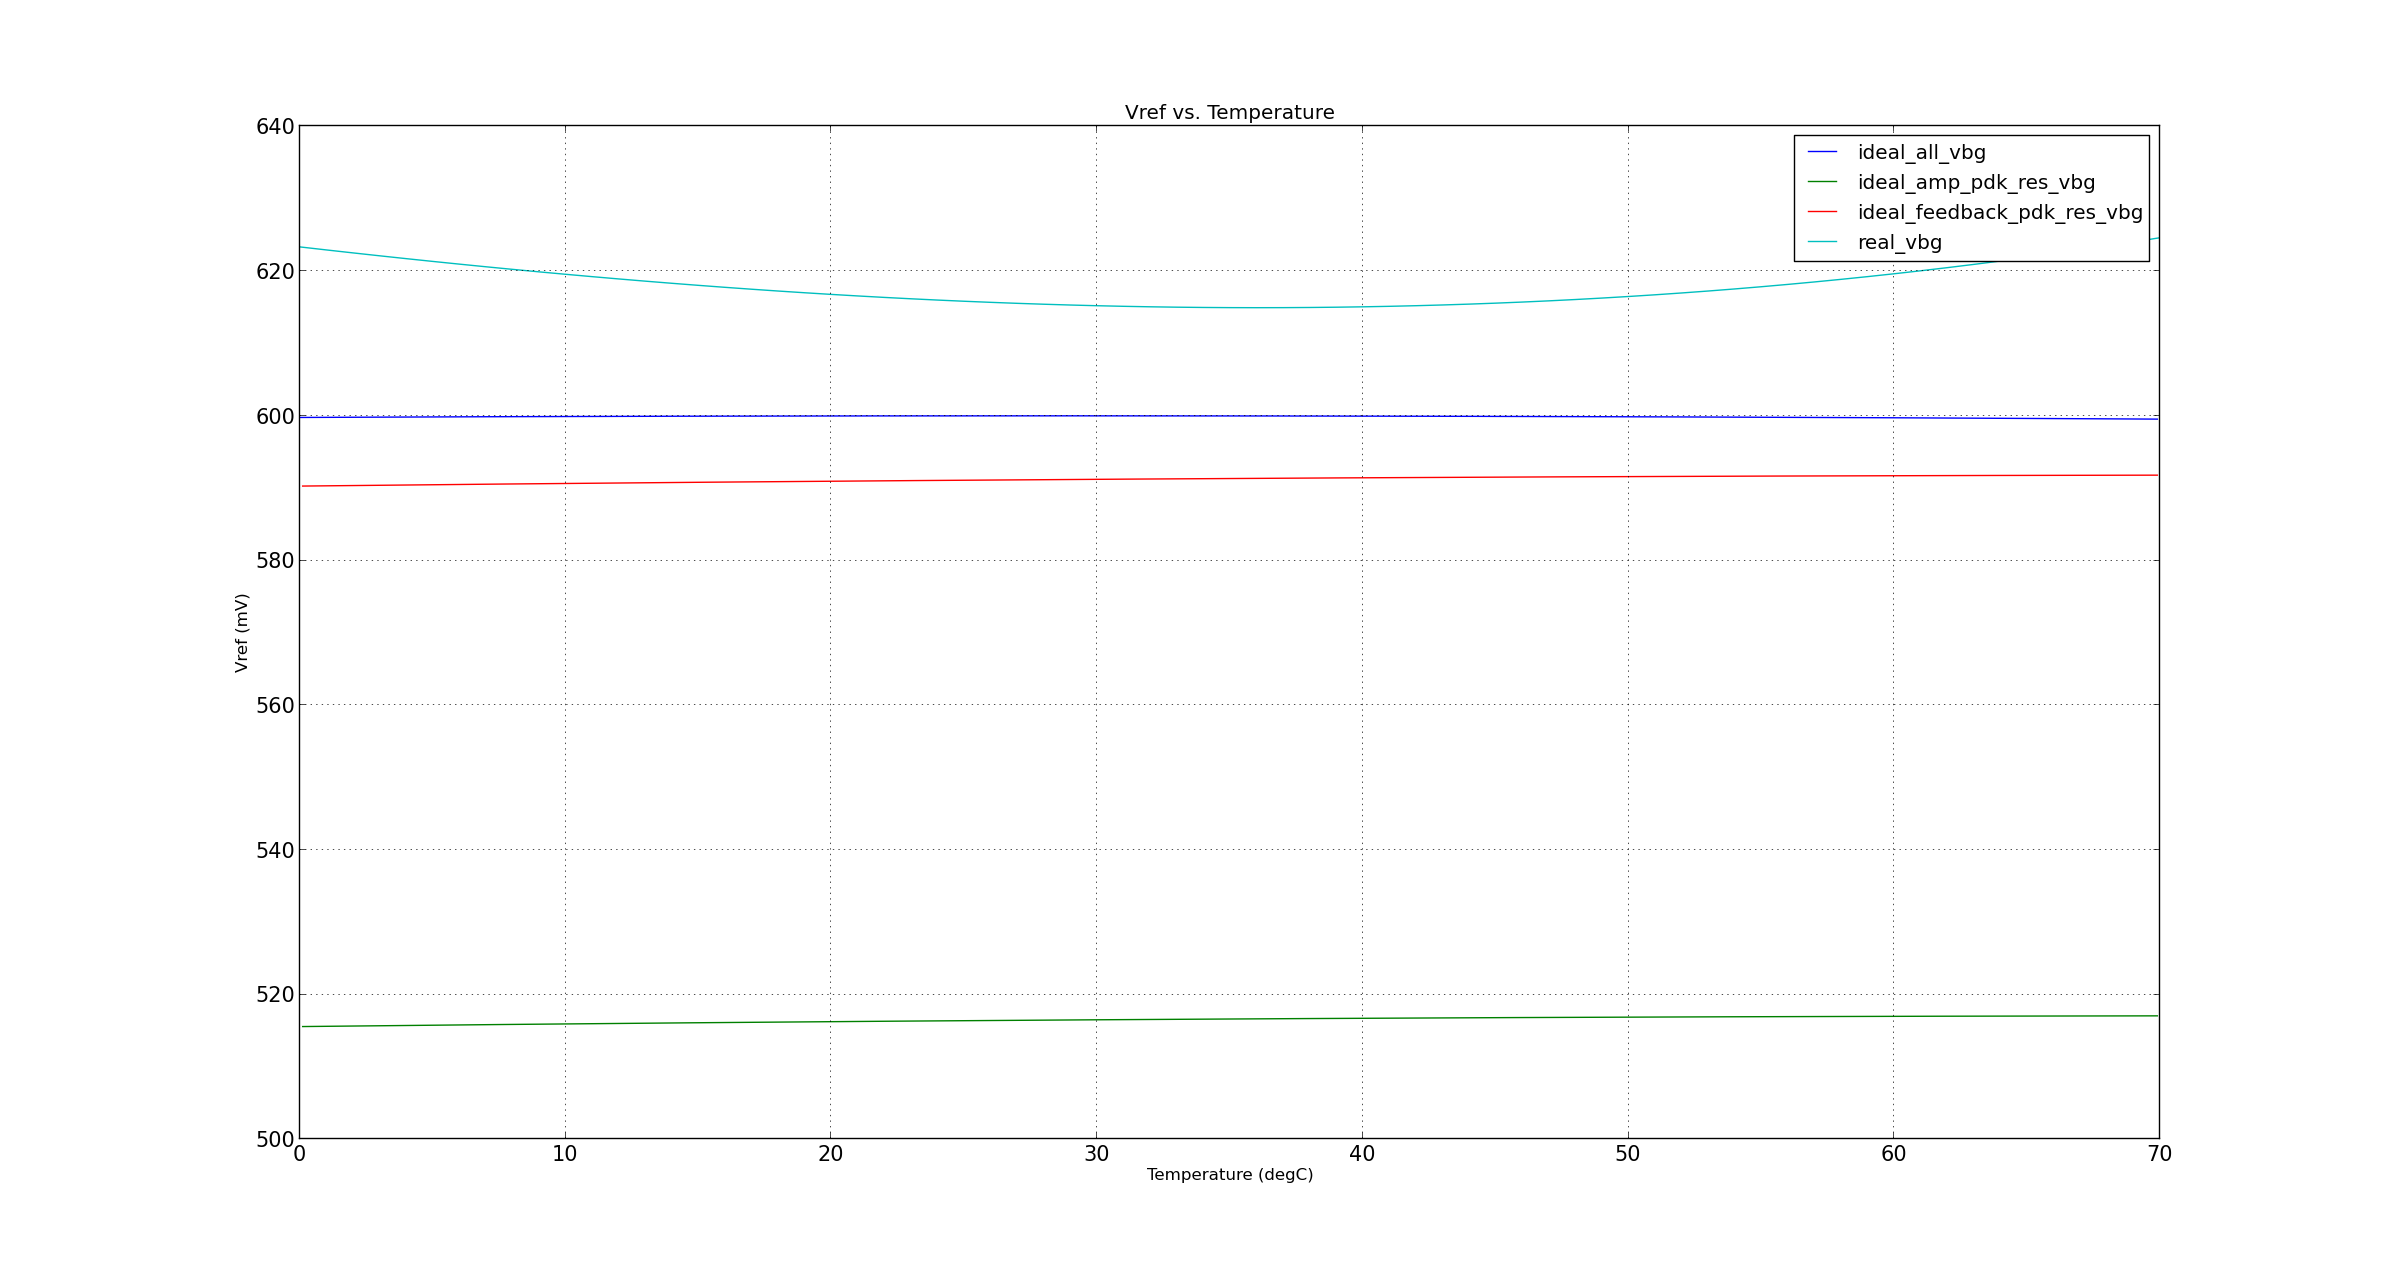 Vref vs. Temperature
640
620
600
580
560
540
520
500
Vref (mV)
ideal_all_vbg
ideal_amp_pdk_res_vbg
ideal_feedback_pdk_res_vbg
real_vbg
0 10 20 30 40 50 60 70
Temperature (degC)